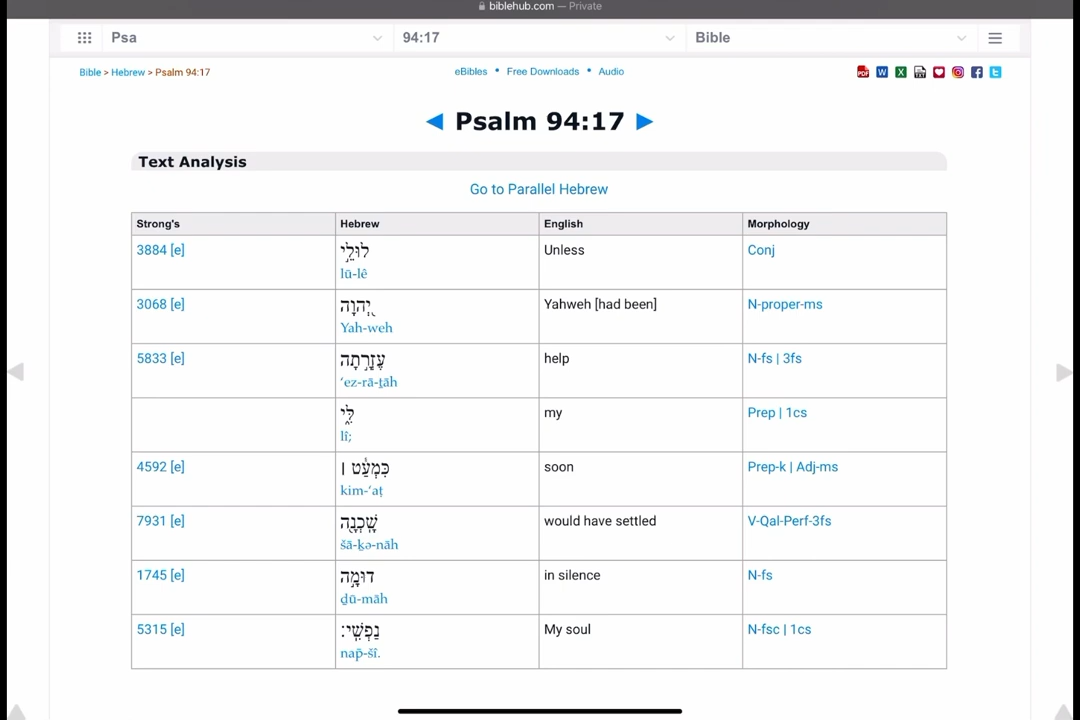 biblehub.com — Private
Psa 94:17 Bible
Bible > Hebrew > Psalm 94:17 eBibles • Free Downloads • Audio
◄ Psalm 94:17 ►
Text Analysis
Go to Parallel Hebrew
Strong's Hebrew English Morphology
3884 [e] לוּלֵ֣י Unless Conj
lū-lê
3068 [e] יְ֭הוָה Yahweh [had been] N-proper-ms
Yah-weh
5833 [e] עֶזְרָ֣תָה help N-fs | 3fs
‘ez-rā-ṯāh
לִּ֑י my Prep | 1cs
lî;
4592 [e] כִּמְעַ֓ט ׀ soon Prep-k | Adj-ms
kim-‘aṭ
7931 [e] שָֽׁכְנָ֖ה would have settled V-Qal-Perf-3fs
šā-ḵə-nāh
1745 [e] דוּמָ֣ה in silence N-fs
ḏū-māh
5315 [e] נַפְשִֽׁי׃ My soul N-fsc | 1cs
nap̄-šî.